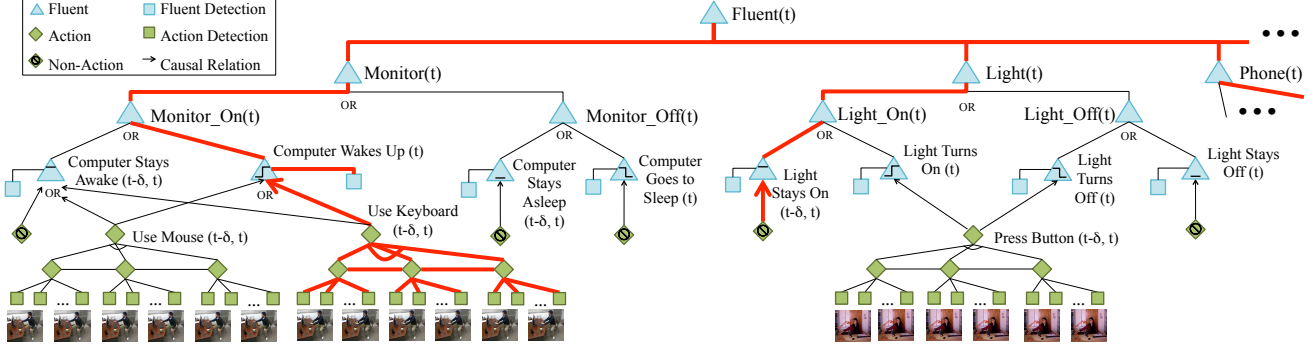 Fluent
Fluent Detection
Action
Action Detection
Non-Action
Causal Relation
Fluent(t)
Monitor(t)
Light(t)
Phone(t)
OR
OR
Monitor_On(t)
Monitor_Off(t)
Light_On(t)
Light_Off(t)
OR
OR
OR
OR
Computer Stays
Awake (t-δ, t)
OR
Computer Wakes Up (t)
OR
Computer
Stays
Asleep
(t-δ, t)
Computer
Goes to
Sleep (t)
Light
Stays On
(t-δ, t)
Light Turns
On (t)
Light
Turns
Off (t)
Light Stays
Off (t)
Use Mouse (t-δ, t)
Use Keyboard
(t-δ, t)
Press Button (t-δ, t)